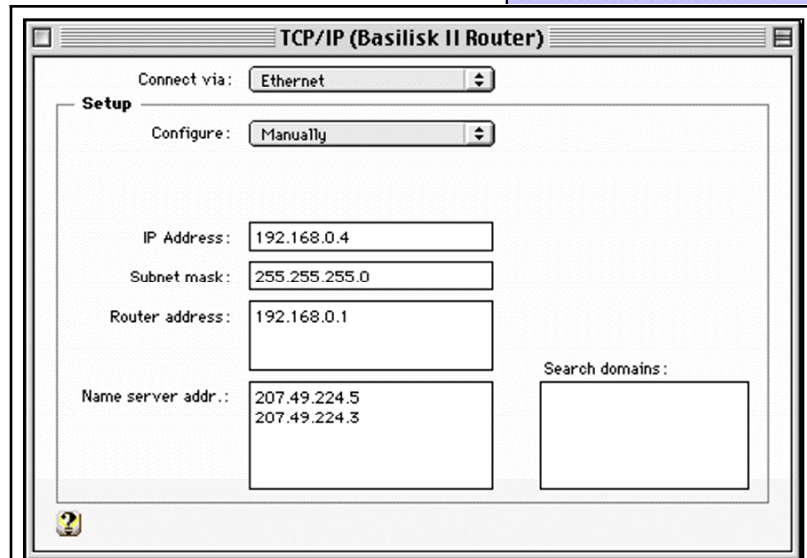 TCP/IP (Basilisk II Router)
Connect via: Ethernet
Setup
Configure: Manually
IP Address: 192.168.0.4
Subnet mask: 255.255.255.0
Router address: 192.168.0.1
Search domains:
Name server addr.: 207.49.224.5
207.49.224.3
?